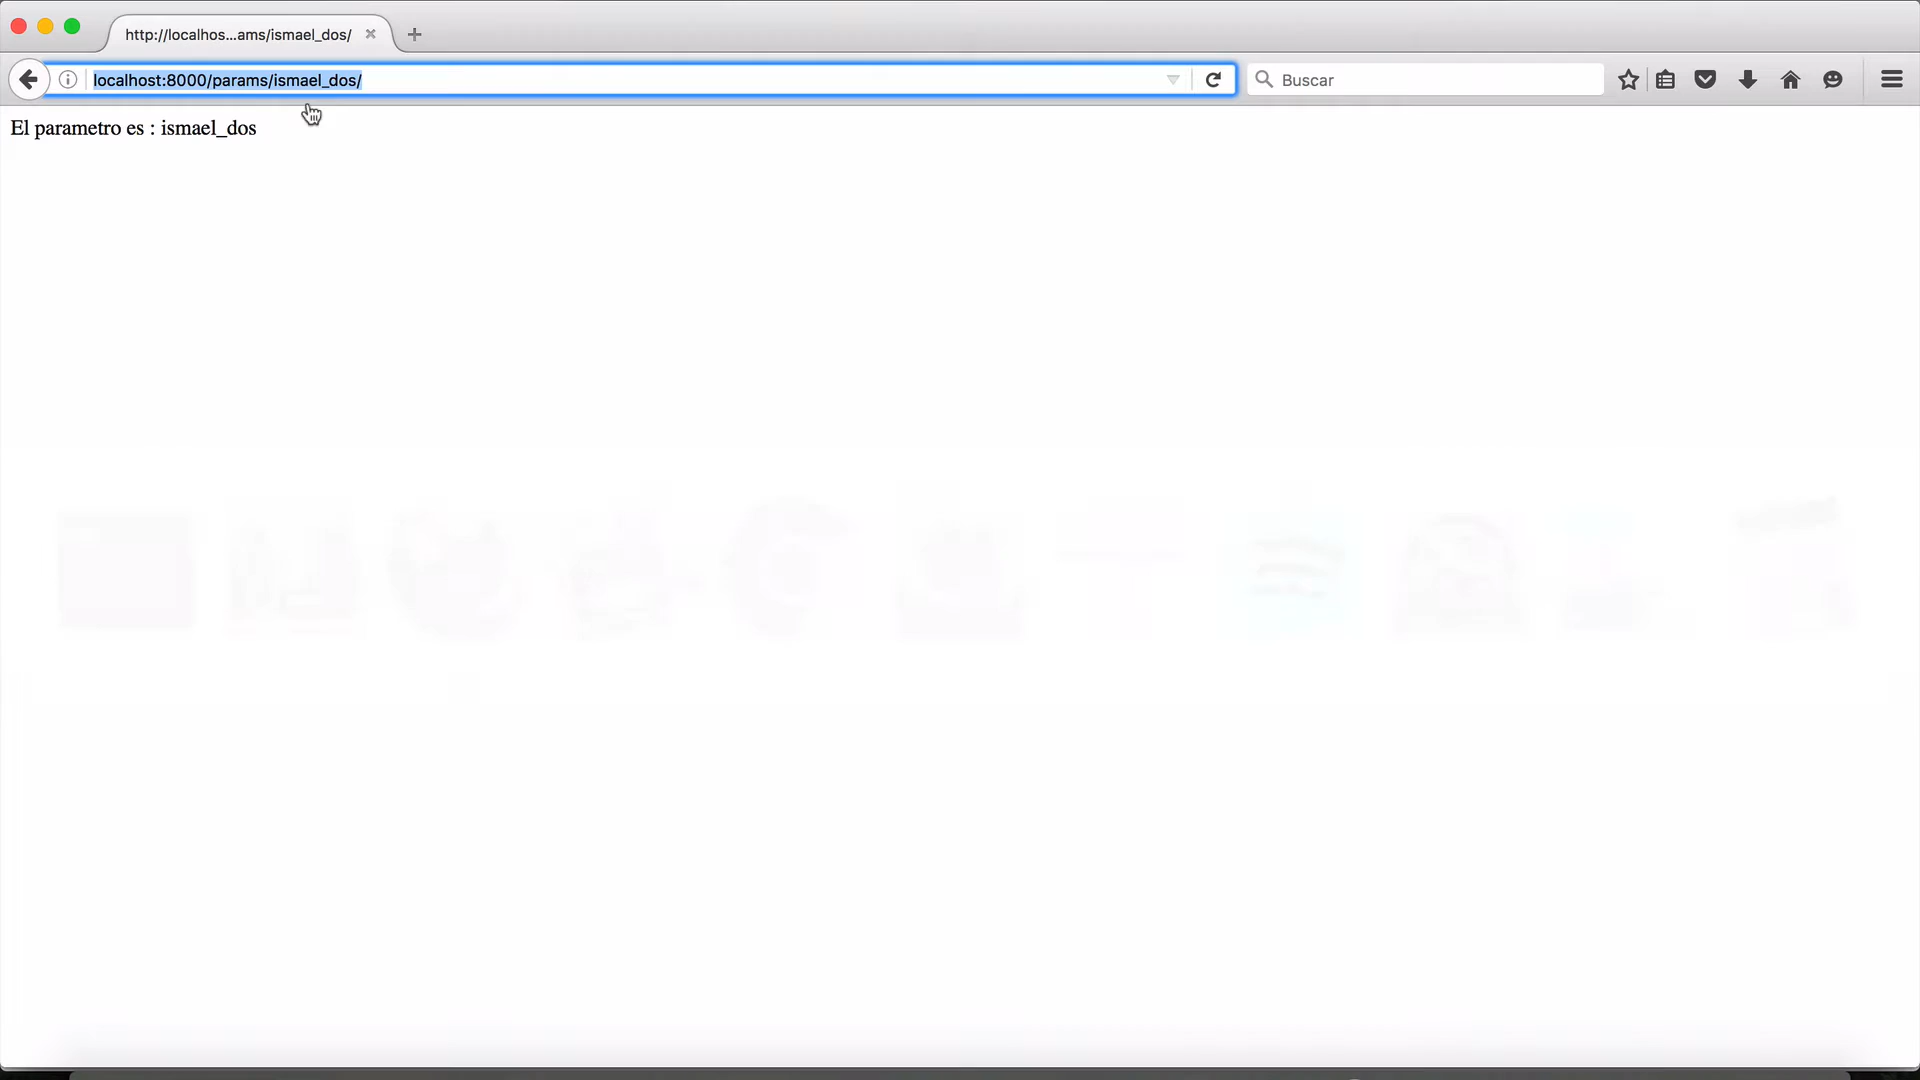 http://localhos...ams/ismael_dos/
localhost:8000/params/ismael_dos/
Buscar
El parametro es : ismael_dos